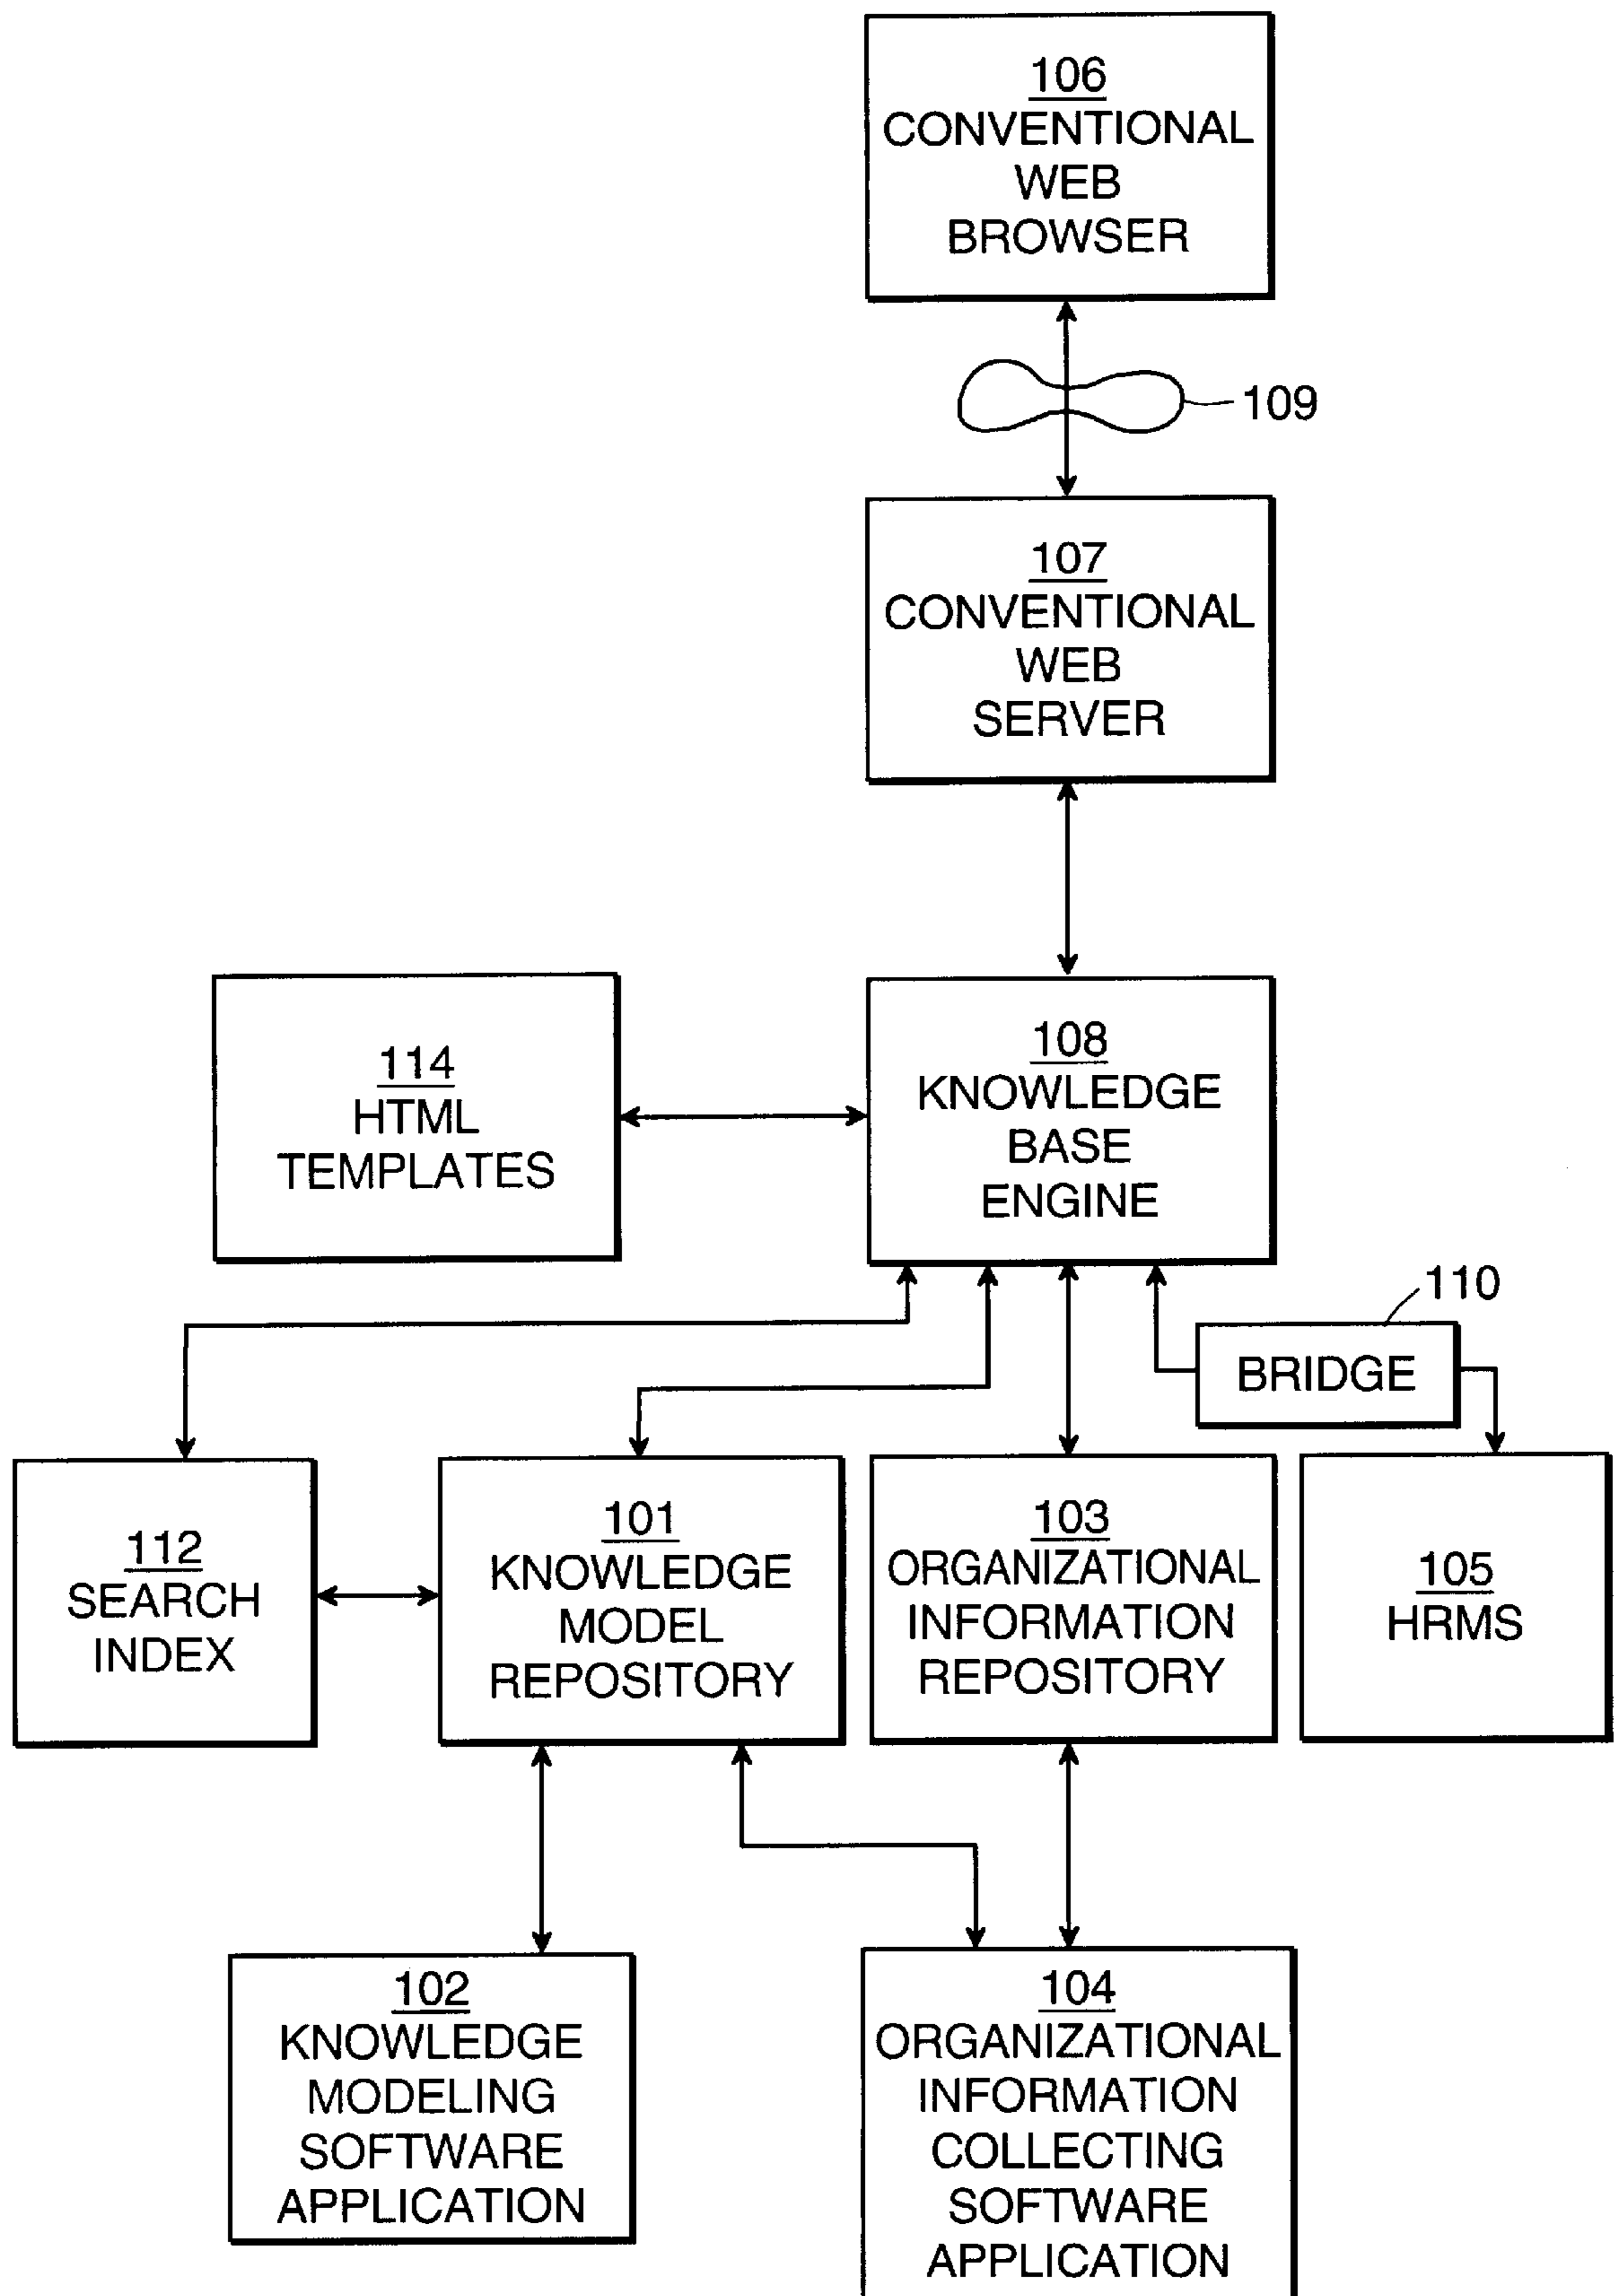 106
CONVENTIONAL
WEB
BROWSER
109
107
CONVENTIONAL
WEB
SERVER
114
HTML
TEMPLATES
108
KNOWLEDGE
BASE
ENGINE
110
BRIDGE
112
SEARCH
INDEX
101
KNOWLEDGE
MODEL
REPOSITORY
103
ORGANIZATIONAL
INFORMATION
REPOSITORY
105
HRMS
102
KNOWLEDGE
MODELING
SOFTWARE
APPLICATION
104
ORGANIZATIONAL
INFORMATION
COLLECTING
SOFTWARE
APPLICATION